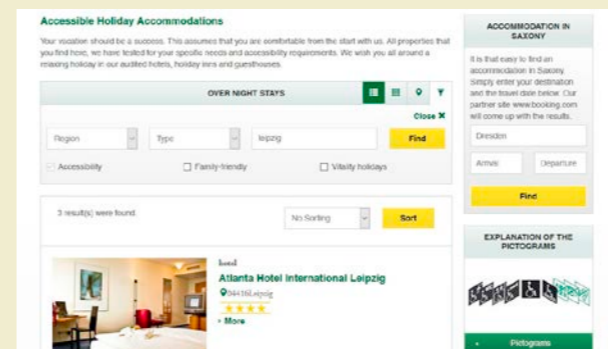 Accessible Holiday Accommodations
Your vacation should be a success. This assumes that you are comfortable from the start with us. All properties that
you find here, we have tested for your specific needs and accessibility requirements. We wish you all around a
relaxing holiday in our audited hotels, holiday inns and guesthouses.
OVER NIGHT STAYS
Close X
Region
Type
leipzig
Find
Accessibility
Family-friendly
Vitality holidays
3 result(s) were found.
No Sorting
Sort
hotel
Atlanta Hotel International Leipzig
04416Leipzig
More
ACCOMMODATION IN
SAXONY
It is that easy to find an
accommodation in Saxony.
Simply enter your destination
and the travel date below. Our
partner site www.booking.com
will come up with the results.
Dresden
Arrival
Departure
Find
EXPLANATION OF THE
PICTOGRAMS
Pictograms